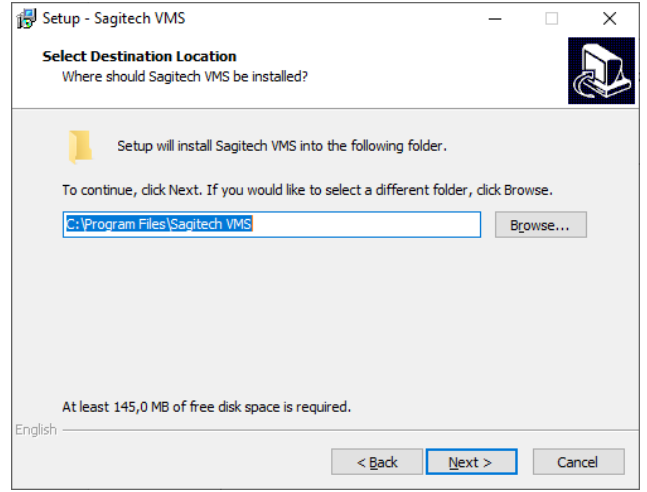 Setup - Sagitech VMS
Select Destination Location
Where should Sagitech VMS be installed?
Setup will install Sagitech VMS into the following folder.
To continue, click Next. If you would like to select a different folder, click Browse.
C:\Program Files\Sagitech VMS
Browse...
At least 145,0 MB of free disk space is required.
English
< Back
Next >
Cancel